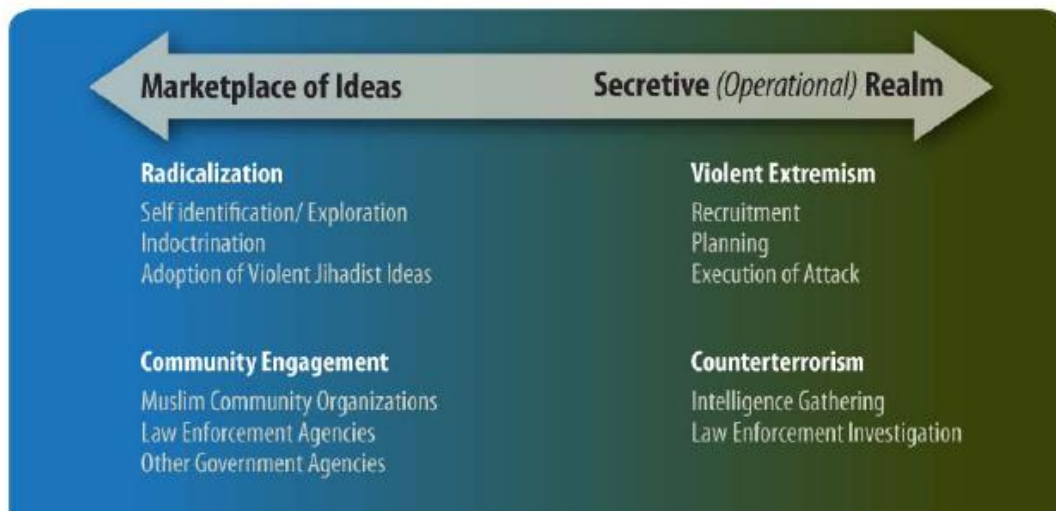 Marketplace of Ideas
Secretive (Operational) Realm
Radicalization
Self identification/ Exploration
Indoctrination
Adoption of Violent Jihadist Ideas
Violent Extremism
Recruitment
Planning
Execution of Attack
Community Engagement
Muslim Community Organizations
Law Enforcement Agencies
Other Government Agencies
Counterterrorism
Intelligence Gathering
Law Enforcement Investigation